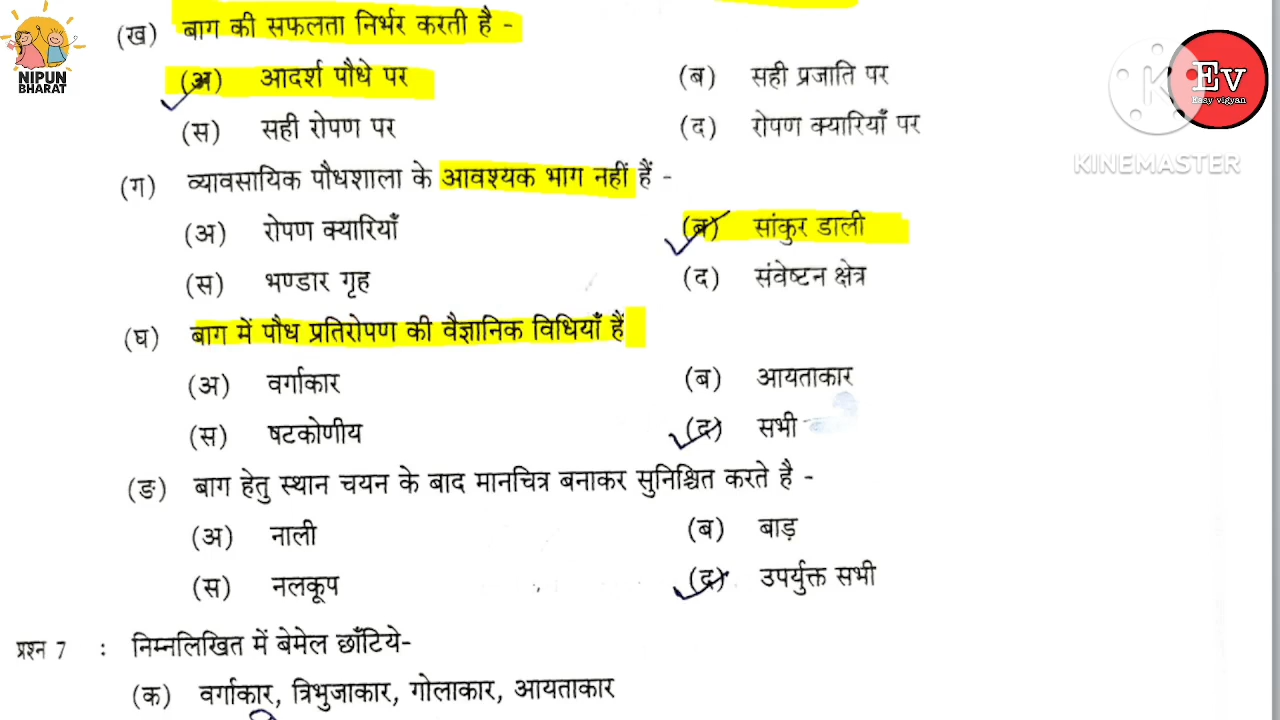 (ख) बाग की सफलता निर्भर करती है -
(अ) आदर्श पौधे पर (ब) सही प्रजाति पर
(स) सही रोपण पर (द) रोपण क्यारियाँ पर
(ग) व्यावसायिक पौधशाला के आवश्यक भाग नहीं हैं -
(अ) रोपण क्यारियाँ (ब) सांकुर डाली
(स) भण्डार गृह (द) संवेष्टन क्षेत्र
(घ) बाग में पौध प्रतिरोपण की वैज्ञानिक विधियाँ हैं
(अ) वर्गाकार (ब) आयताकार
(स) षटकोणीय (द) सभी
(ङ) बाग हेतु स्थान चयन के बाद मानचित्र बनाकर सुनिश्चित करते है -
(अ) नाली (ब) बाड़
(स) नलकूप (द) उपर्युक्त सभी
प्रश्न 7 : निम्नलिखित में बेमेल छाँटिये-
(क) वर्गाकार, त्रिभुजाकार, गोलाकार, आयताकार
NIPUN
BHARAT
K
KINEMASTER
Ev
Easy vigyan